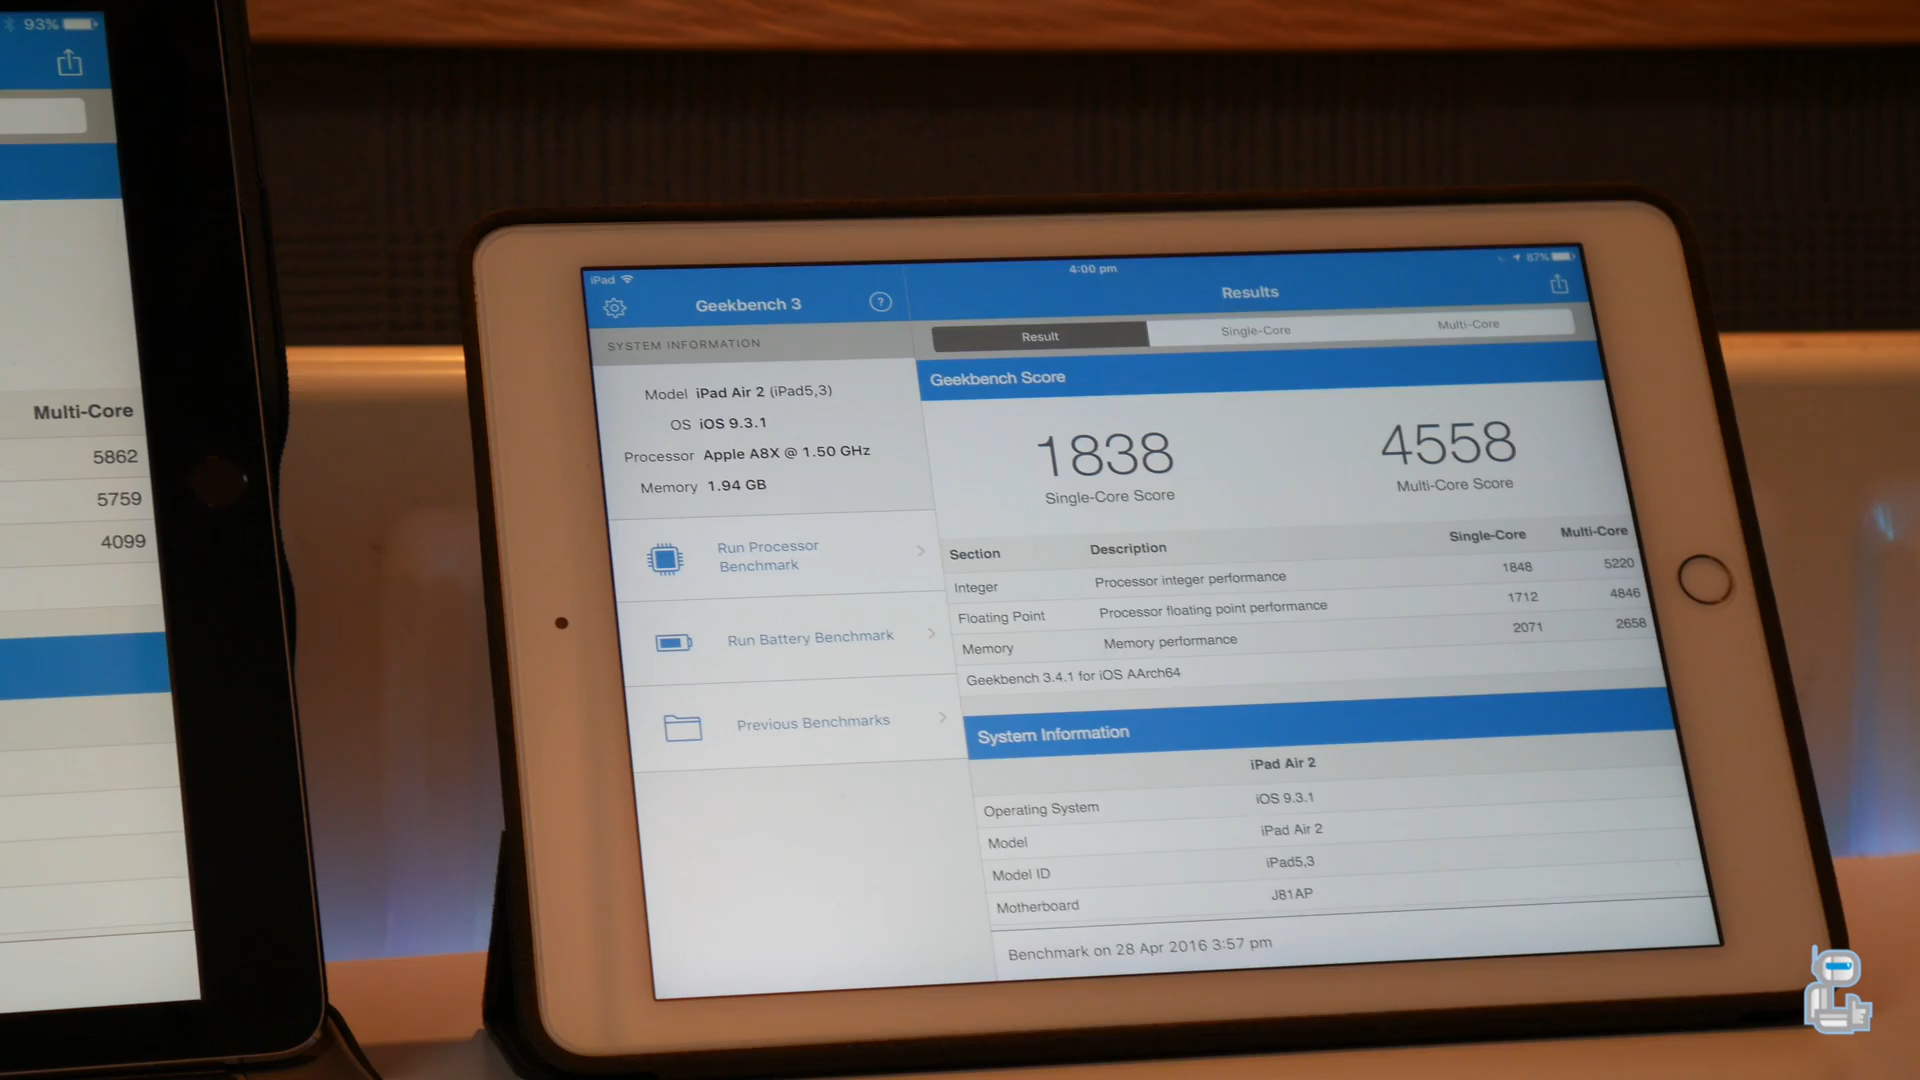 93%
Multi-Core
5862
5759
4099
iPad
4:00 pm
87%
Geekbench 3
?
Results
SYSTEM INFORMATION
Result Single-Core Multi-Core
Model iPad Air 2 (iPad5,3)
OS iOS 9.3.1
Processor Apple A8X @ 1.50 GHz
Memory 1.94 GB
Run Processor
Benchmark
Run Battery Benchmark
Previous Benchmarks
Geekbench Score
1838 4558
Single-Core Score Multi-Core Score
Section Description Single-Core Multi-Core
Integer Processor integer performance 1848 5220
Floating Point Processor floating point performance 1712 4846
Memory Memory performance 2071 2658
Geekbench 3.4.1 for iOS AArch64
System Information
iPad Air 2
Operating System iOS 9.3.1
Model iPad Air 2
Model ID iPad5,3
Motherboard J81AP
Benchmark on 28 Apr 2016 3:57 pm